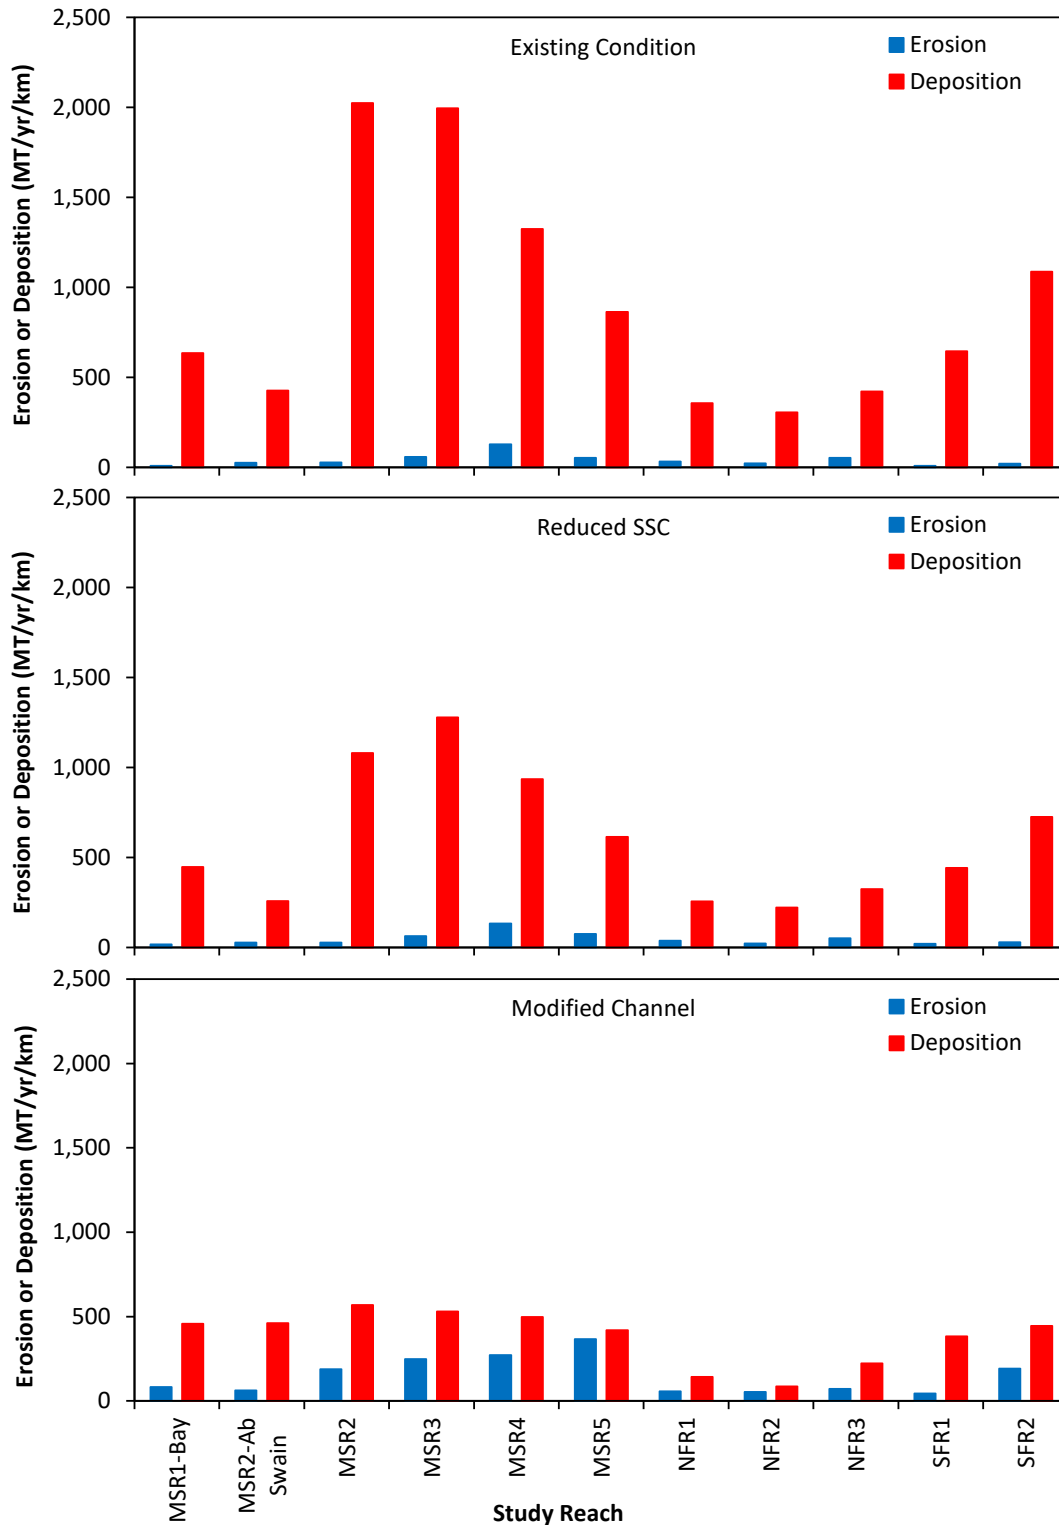 Erosion or Deposition (MT/yr/km)
2,500
2,000
1,500
1,000
500
0
Existing Condition
Erosion
Deposition
Erosion or Deposition (MT/yr/km)
2,500
2,000
1,500
1,000
500
0
Reduced SSC
Erosion
Deposition
Erosion or Deposition (MT/yr/km)
2,500
2,000
1,500
1,000
500
0
Modified Channel
Erosion
Deposition
MSR1-Bay
MSR2-Ab
Swain
MSR2
MSR3
MSR4
MSR5
NFR1
NFR2
NFR3
SFR1
SFR2
Study Reach